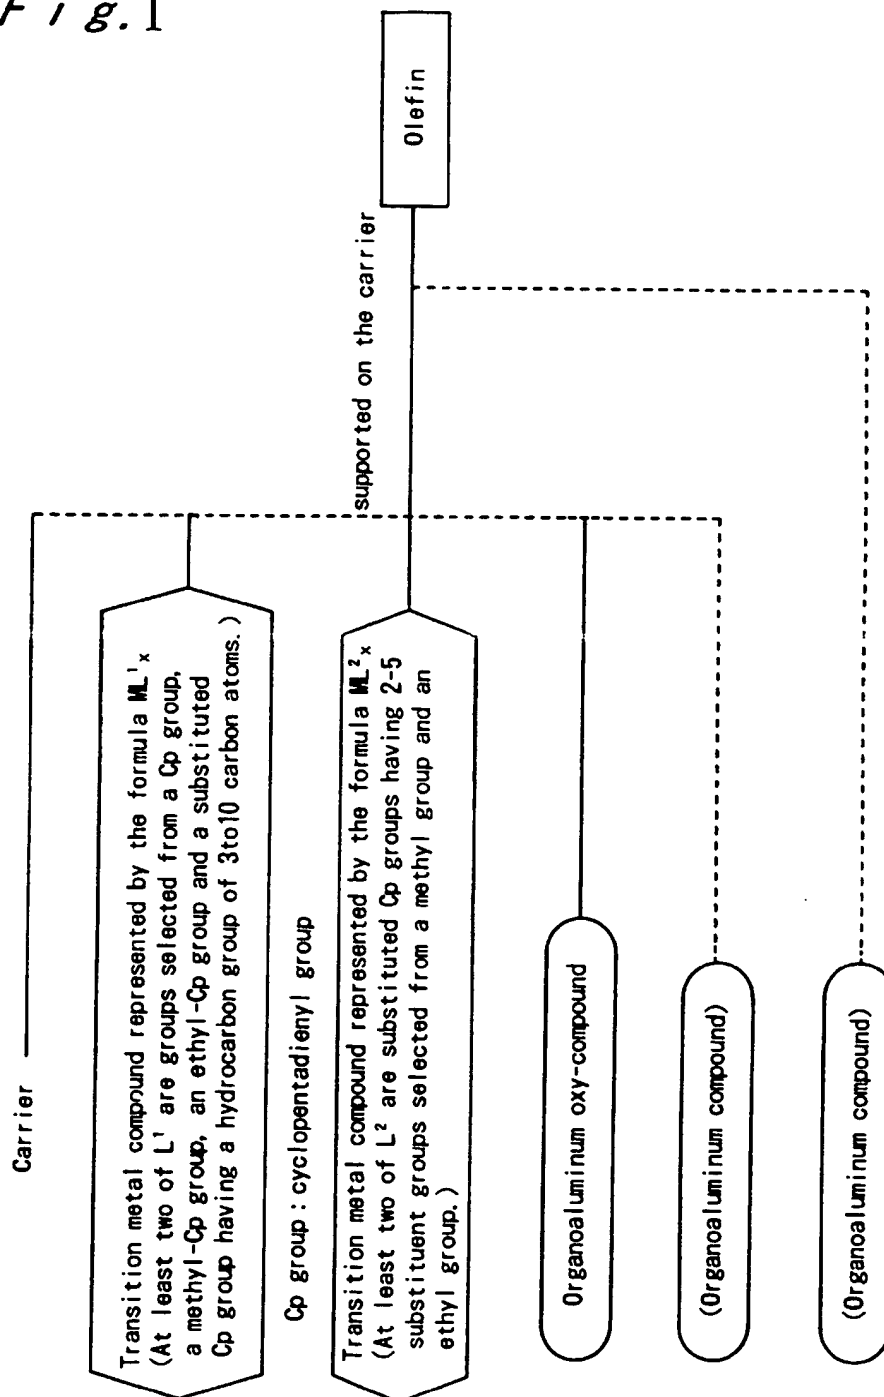 Fig. 1
Carrier
Transition metal compound represented by the formula ML¹x
(At least two of L¹ are groups selected from a Cp group,
a methyl-Cp group, an ethyl-Cp group and a substituted
Cp group having a hydrocarbon group of 3to10 carbon atoms.)
Cp group : cyclopentadienyl group
Transition metal compound represented by the formula ML²x
(At least two of L² are substituted Cp groups having 2-5
substituent groups selected from a methyl group and an
ethyl group.)
supported on the carrier
Olefin
Organoaluminum oxy-compound
(Organoaluminum compound)
(Organoaluminum compound)